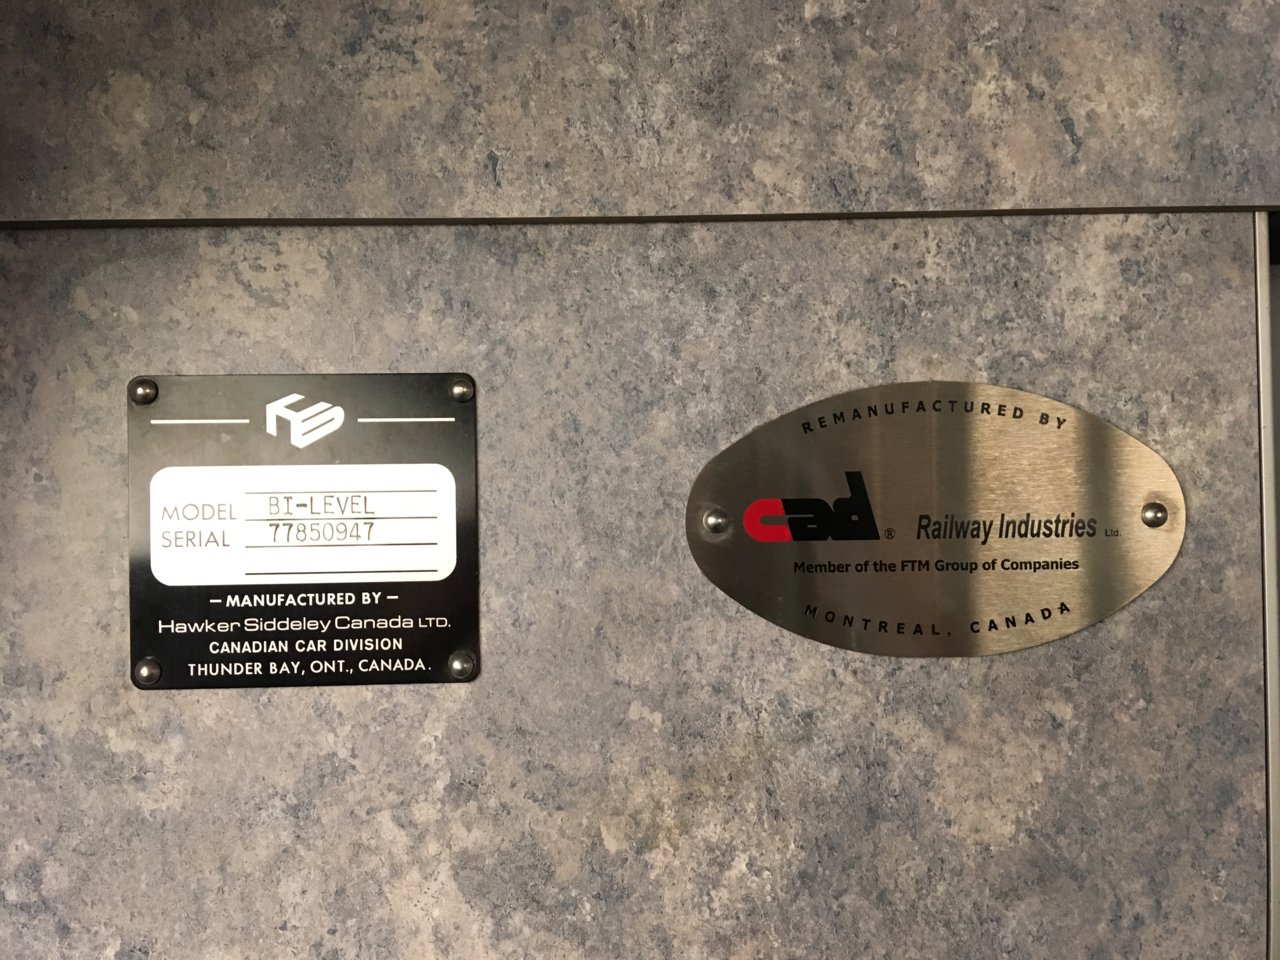 MODEL BI-LEVEL
SERIAL 77850947
– MANUFACTURED BY –
Hawker Siddeley Canada LTD.
CANADIAN CAR DIVISION
THUNDER BAY, ONT., CANADA.
REMANUFACTURED BY
cad® Railway Industries Ltd.
Member of the FTM Group of Companies
MONTREAL, CANADA